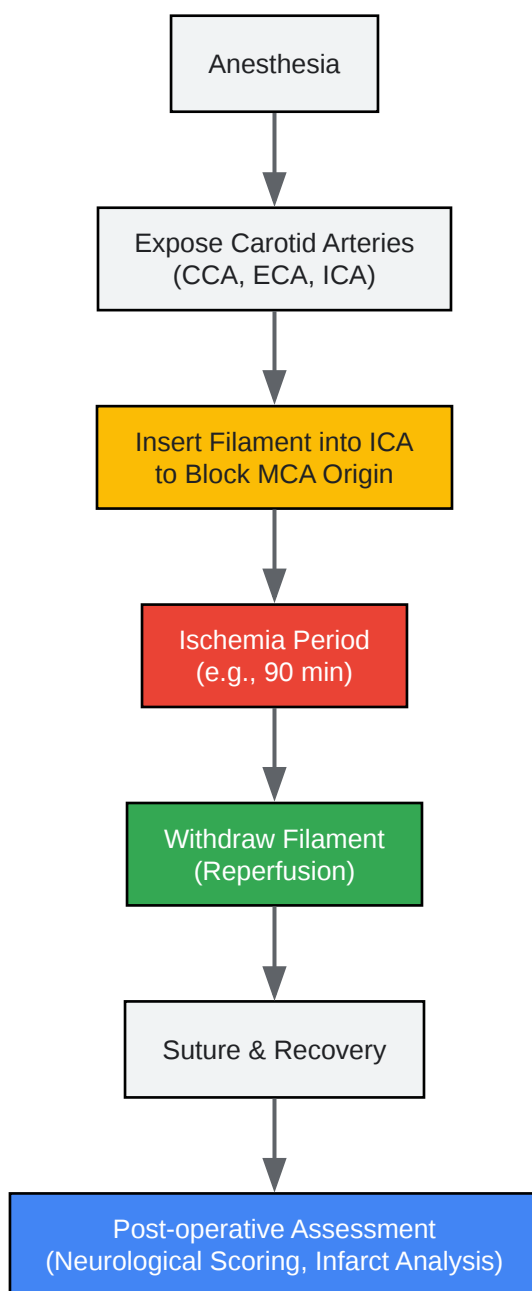 Anesthesia
Expose Carotid Arteries
(CCA, ECA, ICA)
Insert Filament into ICA
to Block MCA Origin
Ischemia Period
(e.g., 90 min)
Withdraw Filament
(Reperfusion)
Suture & Recovery
Post-operative Assessment
(Neurological Scoring, Infarct Analysis)